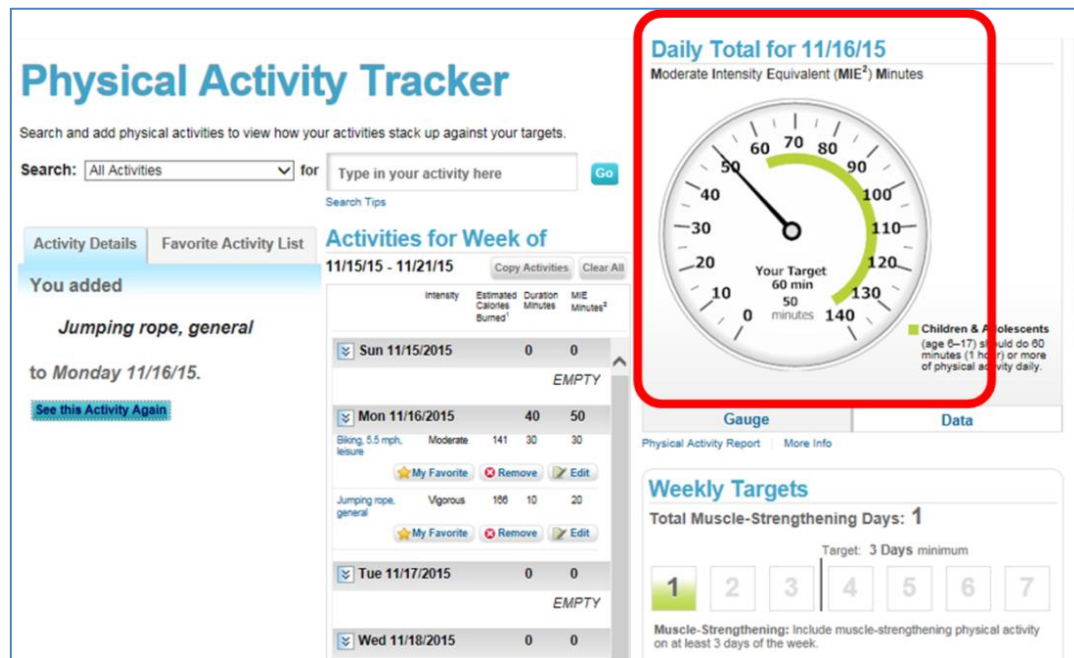 Physical Activity Tracker
Search and add physical activities to view how your activities stack up against your targets.
Search: All Activities for Type in your activity here Go
Search Tips
Activity Details Favorite Activity List
You added
Jumping rope, general
to Monday 11/16/15.
See this Activity Again
Activities for Week of
11/15/15 - 11/21/15 Copy Activities Clear All
Intensity Estimated Calories Burned¹ Duration Minutes MIE Minutes²
Sun 11/15/2015 0 0
EMPTY
Mon 11/16/2015 40 50
Biking, 5.5 mph, leisure Moderate 141 30 30
My Favorite Remove Edit
Jumping rope, general Vigorous 166 10 20
My Favorite Remove Edit
Tue 11/17/2015 0 0
EMPTY
Wed 11/18/2015 0 0
Daily Total for 11/16/15
Moderate Intensity Equivalent (MIE²) Minutes
0 10 20 30 40 50 60 70 80 90 100 110 120 130 140
Your Target
60 min
50
minutes
Children & Adolescents
(age 6–17) should do 60
minutes (1 hour) or more
of physical activity daily.
Gauge Data
Physical Activity Report More Info
Weekly Targets
Total Muscle-Strengthening Days: 1
Target: 3 Days minimum
1 2 3 4 5 6 7
Muscle-Strengthening: Include muscle-strengthening physical activity
on at least 3 days of the week.